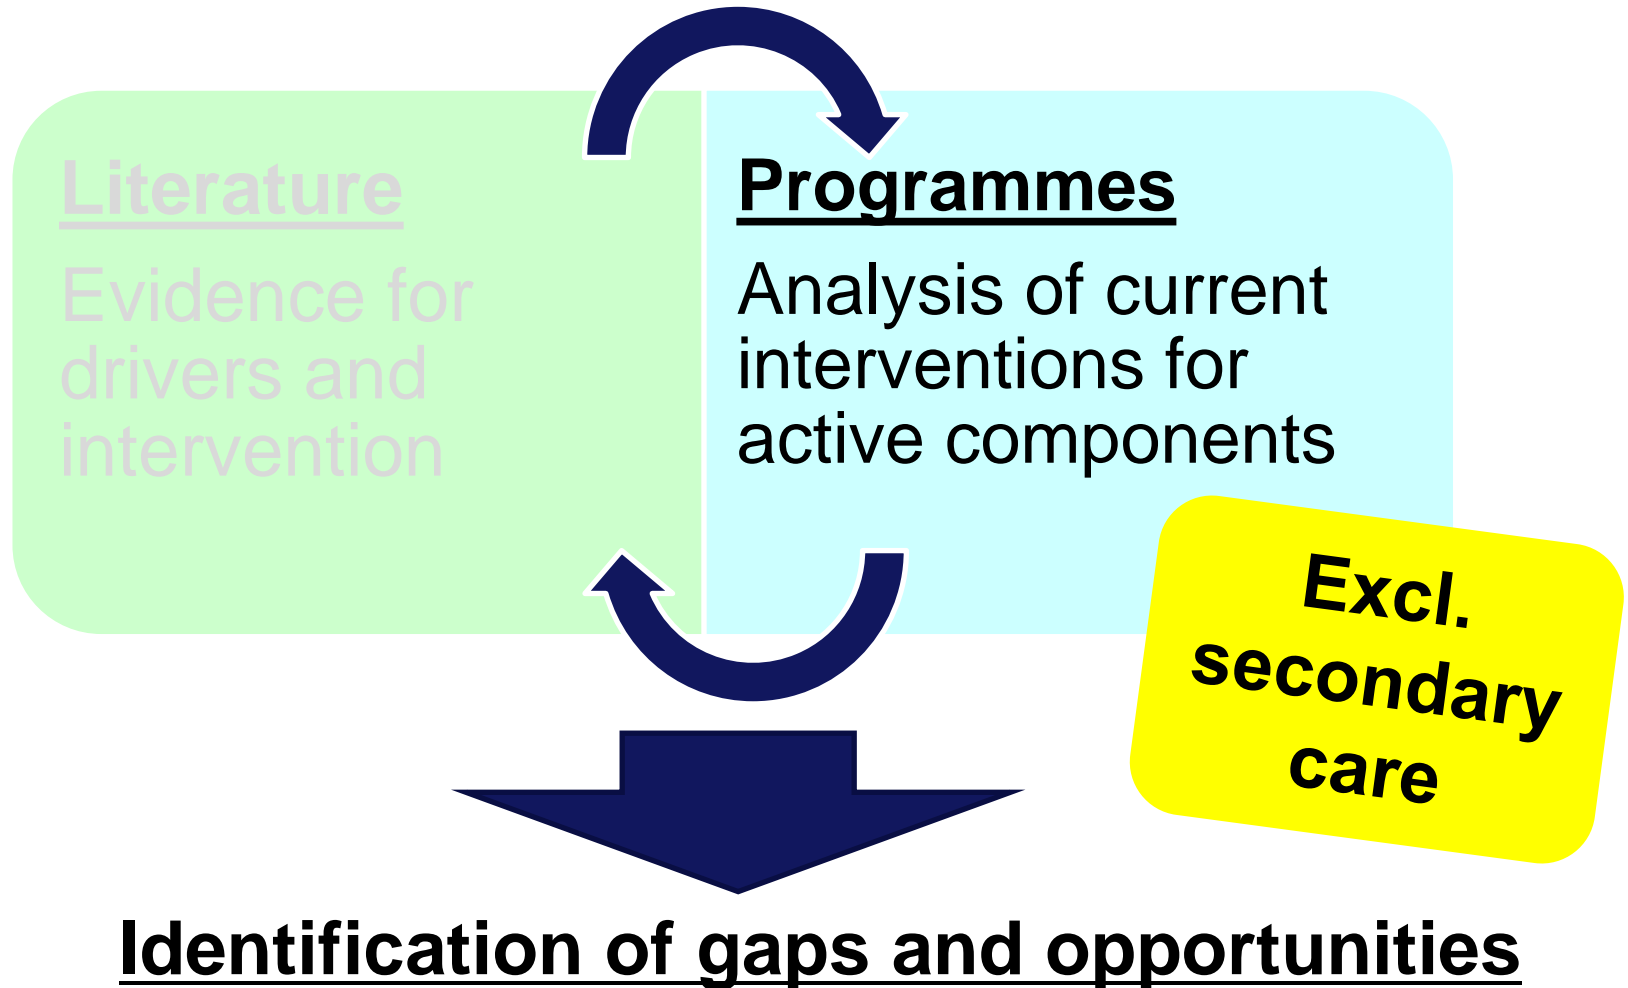 Literature
Evidence for
drivers and
intervention
Programmes
Analysis of current
interventions for
active components
Excl.
secondary
care
Identification of gaps and opportunities